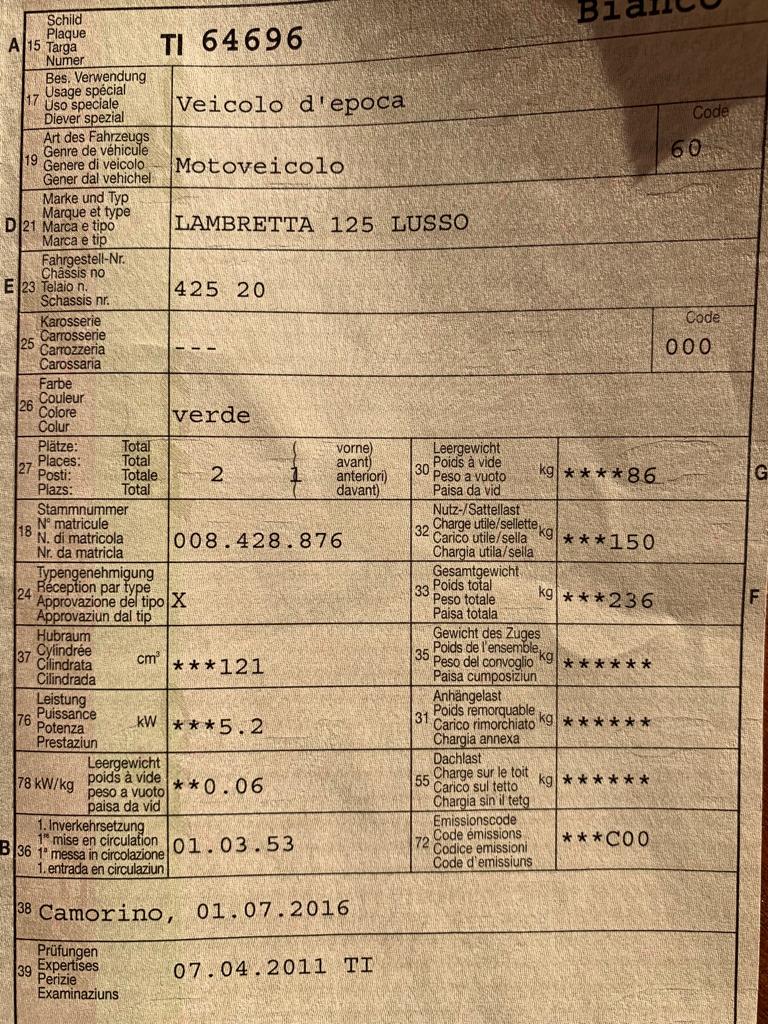 Bianco
A 15 Schild
Plaque
Targa
Numer
TI 64696
17 Bes. Verwendung
Usage spécial
Uso speciale
Diever spezial
Veicolo d'epoca
19 Art des Fahrzeugs
Genre de véhicule
Genere di veicolo
Gener dal vehichel
Motoveicolo
Code
60
D 21 Marke und Typ
Marque et type
Marca e tipo
Marca e tip
LAMBRETTA 125 LUSSO
E 23 Fahrgestell-Nr.
Châssis no
Telaio n.
Schassis nr.
425 20
25 Karosserie
Carrosserie
Carrozzeria
Carossaria
---
Code
000
26 Farbe
Couleur
Colore
Colur
verde
27 Plätze: Total
Places: Total
Posti: Totale
Plazs: Total
2 ( 1 vorne)
avant)
anteriori)
( davant)
30 Leergewicht
Poids à vide
Peso a vuoto
Paisa da vid
kg ****86 G
18 Stammnummer
N° matricule
N. di matricola
Nr. da matricla
008.428.876
32 Nutz-/Sattellast
Charge utile/sellette
Carico utile/sella
Chargia utila/sella
kg ***150
24 Typengenehmigung
Réception par type
Approvazione del tipo
Approvaziun dal tip
X
33 Gesamtgewicht
Poids total
Peso totale
Paisa totala
kg ***236 F
37 Hubraum
Cylindrée
Cilindrata
Cilindrada
cm³ ***121
35 Gewicht des Zuges
Poids de l'ensemble
Peso del convoglio
Paisa cumposiziun
kg ******
76 Leistung
Puissance
Potenza
Prestaziun
kW ***5.2
31 Anhängelast
Poids remorquable
Carico rimorchiato
Chargia annexa
kg ******
78 kW/kg Leergewicht
poids à vide
peso a vuoto
paisa da vid
**0.06
55 Dachlast
Charge sur le toit
Carico sul tetto
Chargia sin il tetg
kg ******
B 36 1. Inverkehrsetzung
1re mise en circulation
1a messa in circolazione
1. entrada en circulaziun
01.03.53
72 Emissionscode
Code émissions
Codice emissioni
Code d'emissiuns
***C00
38 Camorino, 01.07.2016
39 Prüfungen
Expertises
Perizie
Examinaziuns
07.04.2011 TI